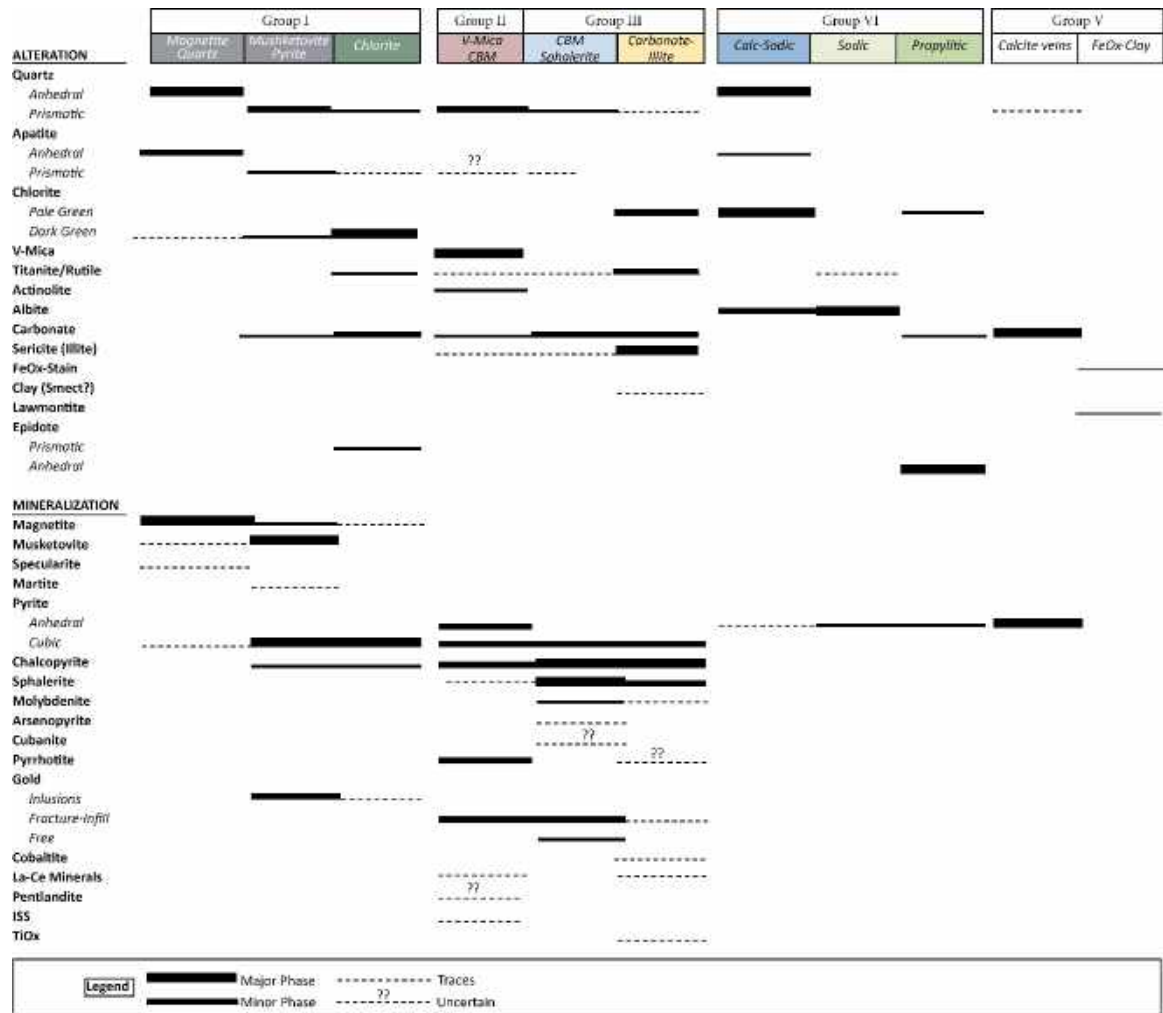 Group I Group II Group III Group VI Group V
ALTERATION Magnetite Quartz Mushketovite Pyrite Chlorite V-Mica CBM CBM Sphalerite Carbonate-Illite Calc-Sodic Sodic Propylitic Calcite veins FeOx-Clay
Quartz
Anhedral
Prismatic
Apatite
Anhedral
??
Prismatic
Chlorite
Pale Green
Dark Green
V-Mica
Titanite/Rutile
Actinolite
Albite
Carbonate
Sericite (Illite)
FeOx-Stain
Clay (Smect?)
Lawmontite
Epidote
Prismatic
Anhedral
MINERALIZATION
Magnetite
Musketovite
Specularite
Martite
Pyrite
Anhedral
Cubic
Chalcopyrite
Sphalerite
Molybdenite
Arsenopyrite
Cubanite ??
Pyrrhotite ??
Gold
Inlusions
Fracture-Infill
Free
Cobaltite
La-Ce Minerals
??
Pentlandite
ISS
TiOx
Legend Major Phase Traces
Minor Phase ?? Uncertain